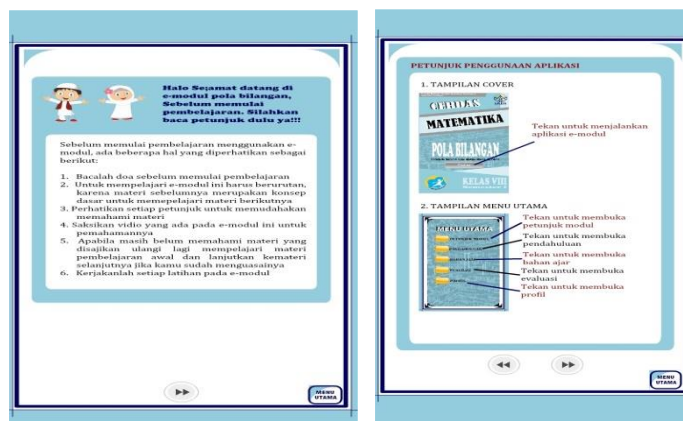 Halo Sejamat datang di
e-modul pola bilangan,
Sebelum memulai
pembelajaran. Silahkan
baca petunjuk dulu ya!!!
Sebelum memulai pembelajaran menggunakan e-
modul, ada beberapa hal yang diperhatikan sebagai
berikut:
1. Bacalah doa sebelum memulai pembelajaran
2. Untuk mempelajari e-modul ini harus berurutan,
karena materi sebelumnya merupakan konsep
dasar untuk memepelajari materi berikutnya
3. Perhatikan setiap petunjuk untuk memudahakan
memahami materi
4. Saksikan vidio yang ada pada e-modul ini untuk
pemahamannya
5. Apabila masih belum memahami materi yang
disajikan ulangi lagi mempelajari materi
pembelajaran awal dan lanjutkan kemateri
selanjutnya jika kamu sudah menguasainya
6. Kerjakanlah setiap latihan pada e-modul
MENU
UTAMA
PETUNJUK PENGGUNAAN APLIKASI
1. TAMPILAN COVER
MATEMATIKA
POLA BILANGAN
KELAS VIII
Tekan untuk menjalankan
aplikasi e-modul
2. TAMPILAN MENU UTAMA
MENU UTAMA
Tekan untuk membuka
petunjuk modul
Tekan untuk membuka
pendahuluan
Tekan untuk membuka
bahan ajar
Tekan untuk membuka
evaluasi
Tekan untuk membuka
profil
MENU
UTAMA